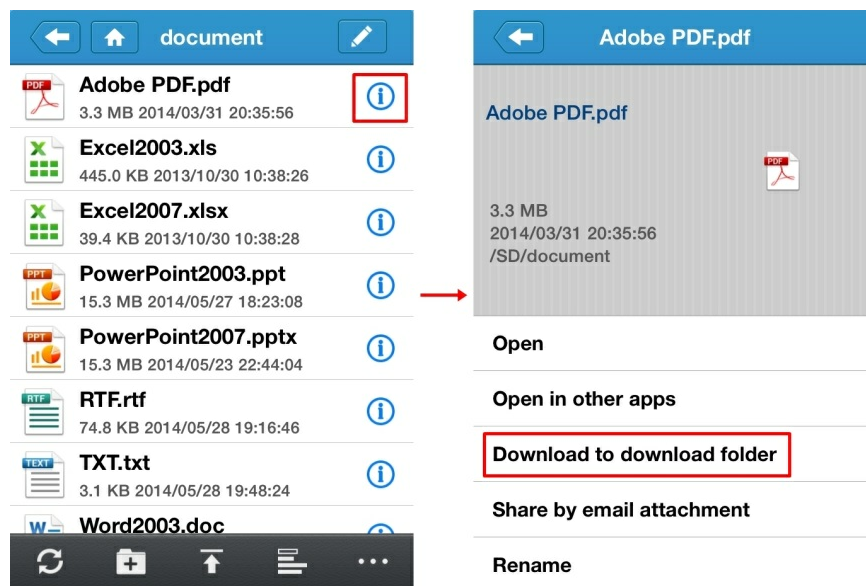 document
PDF
Adobe PDF.pdf
3.3 MB 2014/03/31 20:35:56
Excel2003.xls
445.0 KB 2013/10/30 10:38:26
Excel2007.xlsx
39.4 KB 2013/10/30 10:38:28
PPT
PowerPoint2003.ppt
15.3 MB 2014/05/27 18:23:08
PPT
PowerPoint2007.pptx
15.3 MB 2014/05/23 22:44:04
RTF
RTF.rtf
74.8 KB 2014/05/28 19:16:46
TEXT
TXT.txt
3.1 KB 2014/05/28 19:48:24
W
Word2003.doc
Adobe PDF.pdf
Adobe PDF.pdf
PDF
3.3 MB
2014/03/31 20:35:56
/SD/document
Open
Open in other apps
Download to download folder
Share by email attachment
Rename